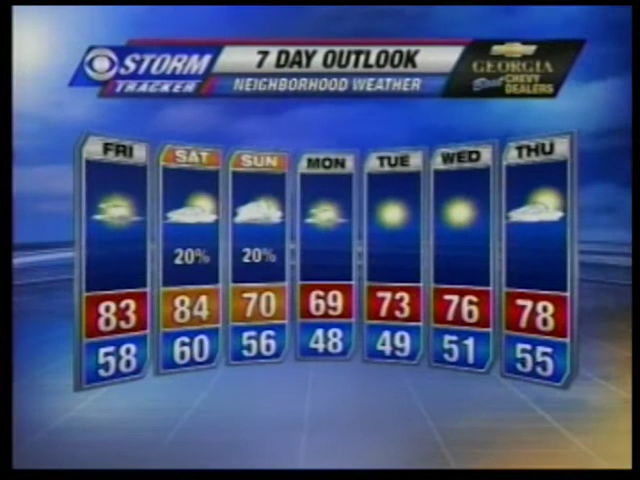 STORM
TRACKER
7 DAY OUTLOOK
NEIGHBORHOOD WEATHER
GEORGIA
Best CHEVY
DEALERS
FRI SAT SUN MON TUE WED THU
20% 20%
83 84 70 69 73 76 78
58 60 56 48 49 51 55